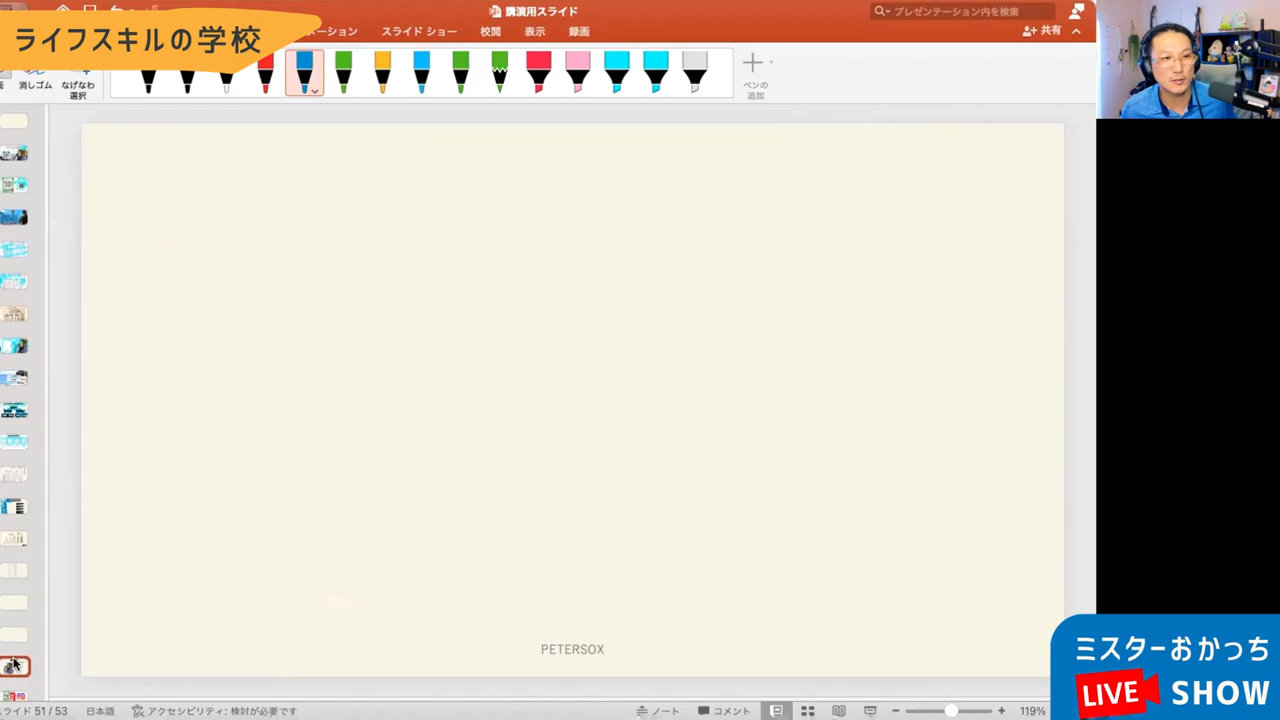 講演用スライド
プレゼンテーション内を検索
ライフスキルの学校
スライド ショー
校閲
表示
録画
共有
消しゴム
なげなわ
選択
ペンの
追加
PETERSOX
ミスターおかっち
LIVE SHOW
スライド 51 / 53
日本語
アクセシビリティ: 検討が必要です
ノート
コメント
119%